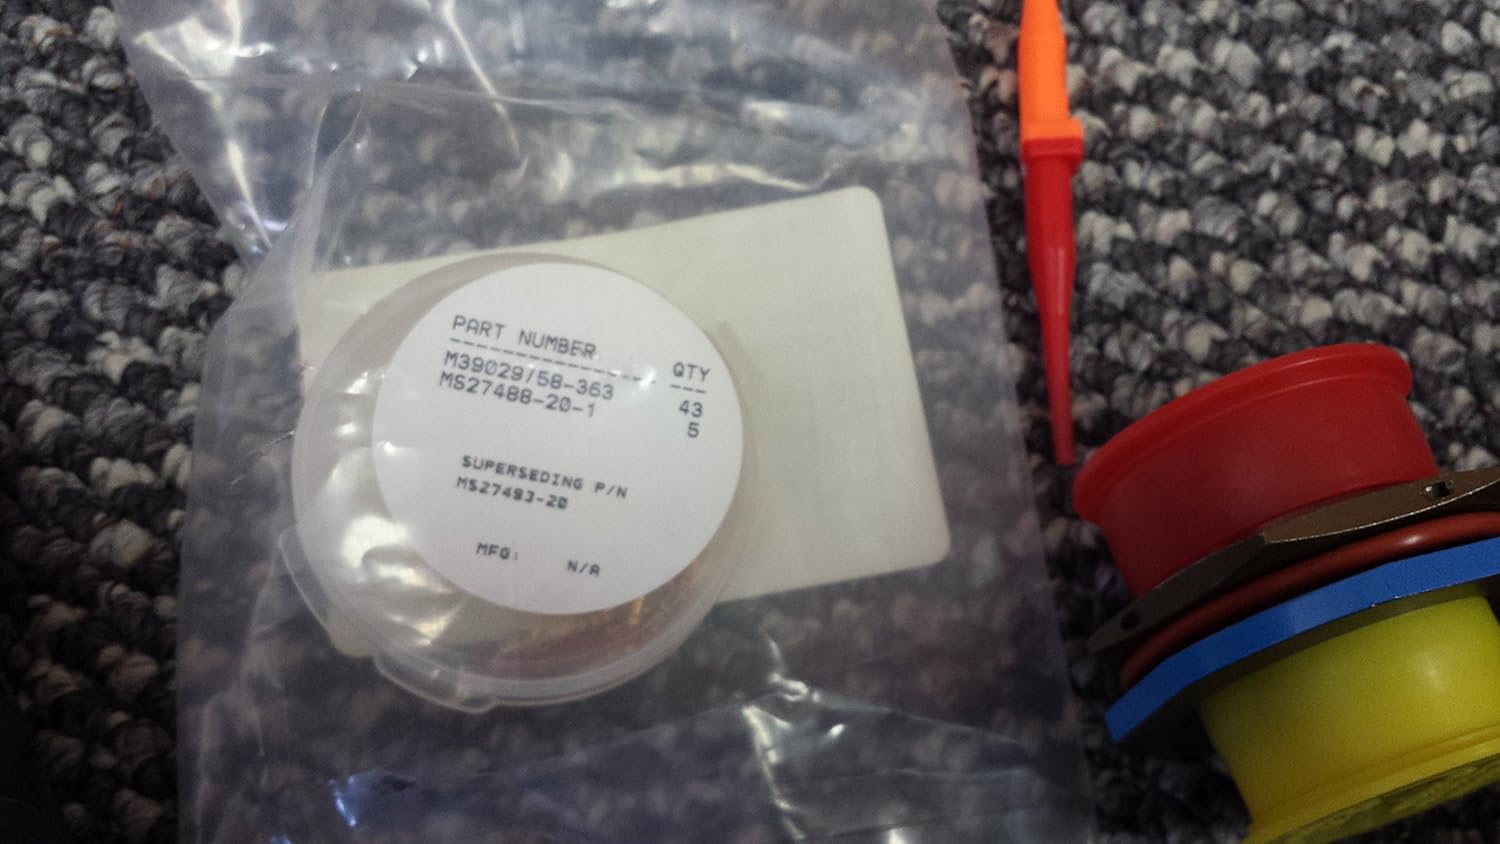 PART NUMBER QTY
M39029/58-363 43
MS27488-20-1 5
SUPERSEDING P/N
MS27493-20
MFG: N/A